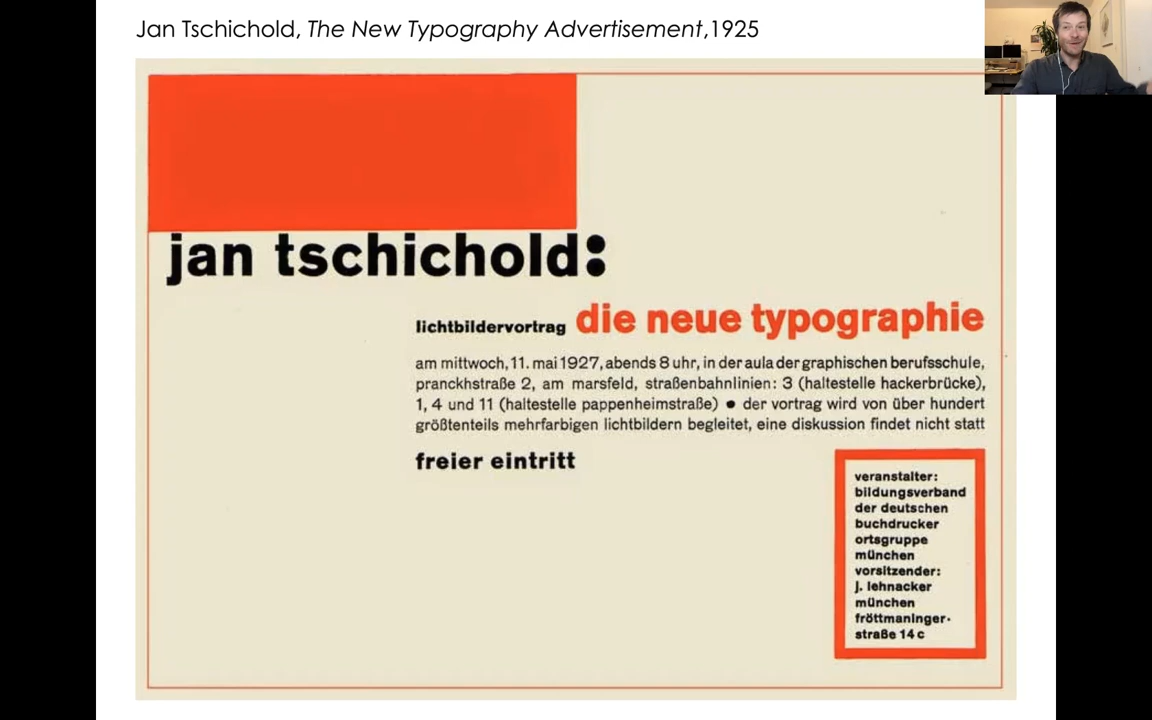 Jan Tschichold, The New Typography Advertisement,1925
jan tschichold:
lichtbildervortrag die neue typographie
am mittwoch, 11. mai 1927, abends 8 uhr, in der aula der graphischen berufsschule,
pranckhstraße 2, am marsfeld, straßenbahnlinien: 3 (haltestelle hackerbrücke),
1, 4 und 11 (haltestelle pappenheimstraße) ● der vortrag wird von über hundert
größtenteils mehrfarbigen lichtbildern begleitet, eine diskussion findet nicht statt
freier eintritt
veranstalter:
bildungsverband
der deutschen
buchdrucker
ortsgruppe
münchen
vorsitzender:
j. lehnacker
münchen
fröttmaninger-
straße 14 c